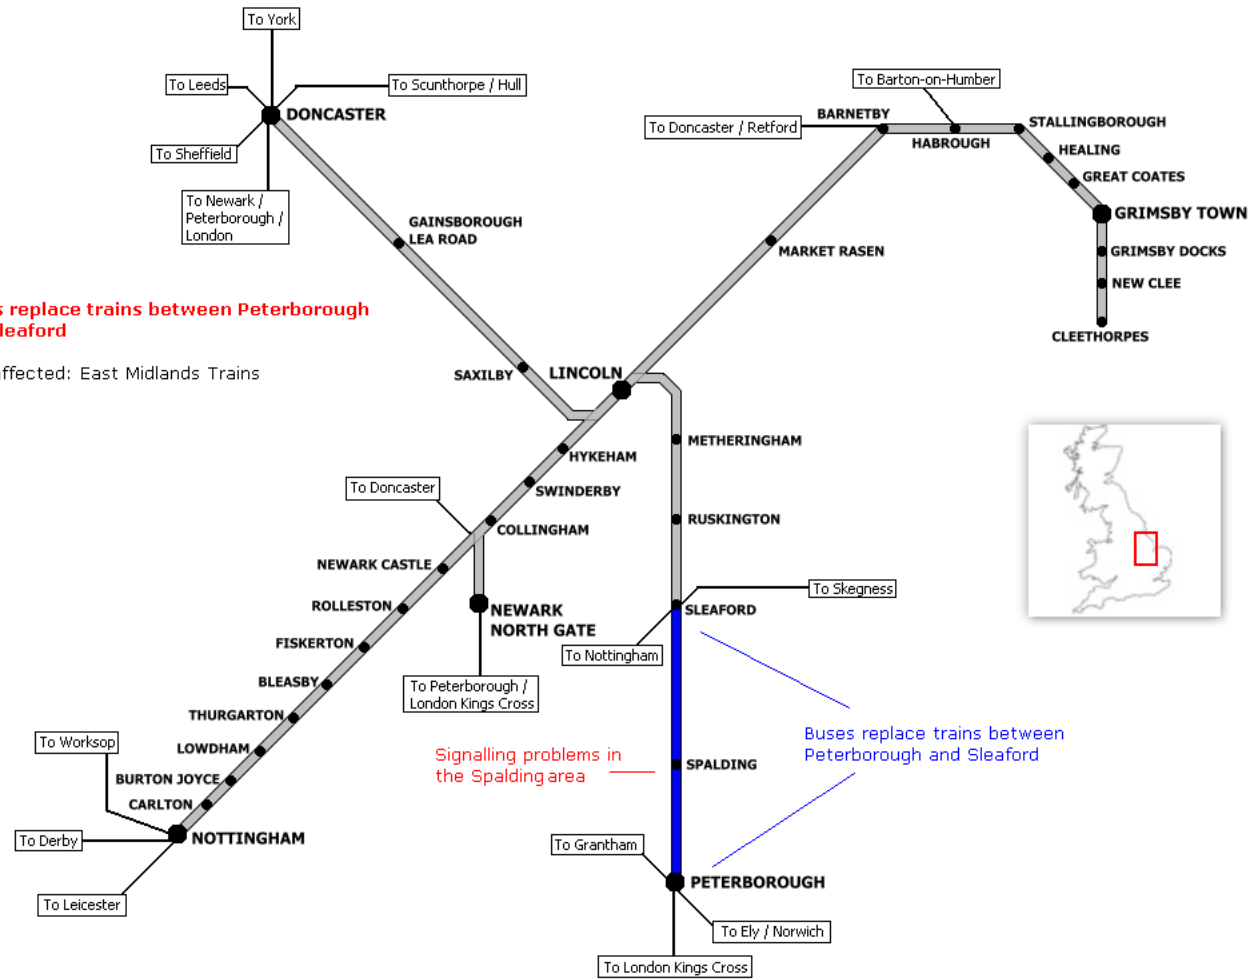 To York
To Leeds
To Scunthorpe / Hull
DONCASTER
To Sheffield
To Newark /
Peterborough /
London
To Barton-on-Humber
To Doncaster / Retford
BARNETBY
HABROUGH
STALLINGBOROUGH
HEALING
GREAT COATES
GRIMSBY TOWN
GRIMSBY DOCKS
NEW CLEE
CLEETHORPES
GAINSBOROUGH
LEA ROAD
MARKET RASEN
replace trains between Peterborough
affected: East Midlands Trains
SAXILBY
LINCOLN
METHERINGHAM
HYKEHAM
SWINDERBY
To Doncaster
COLLINGHAM
RUSKINGTON
NEWARK CASTLE
ROLLESTON
NEWARK
NORTH GATE
To Skegness
SLEAFORD
FISKERTON
To Nottingham
BLEASBY
To Peterborough /
London Kings Cross
THURGARTON
To Worksop
LOWDHAM
Signalling problems in
the Spalding area
Buses replace trains between
Peterborough and Sleaford
SPALDING
BURTON JOYCE
CARLTON
To Derby
NOTTINGHAM
To Leicester
To Grantham
PETERBOROUGH
To Ely / Norwich
To London Kings Cross